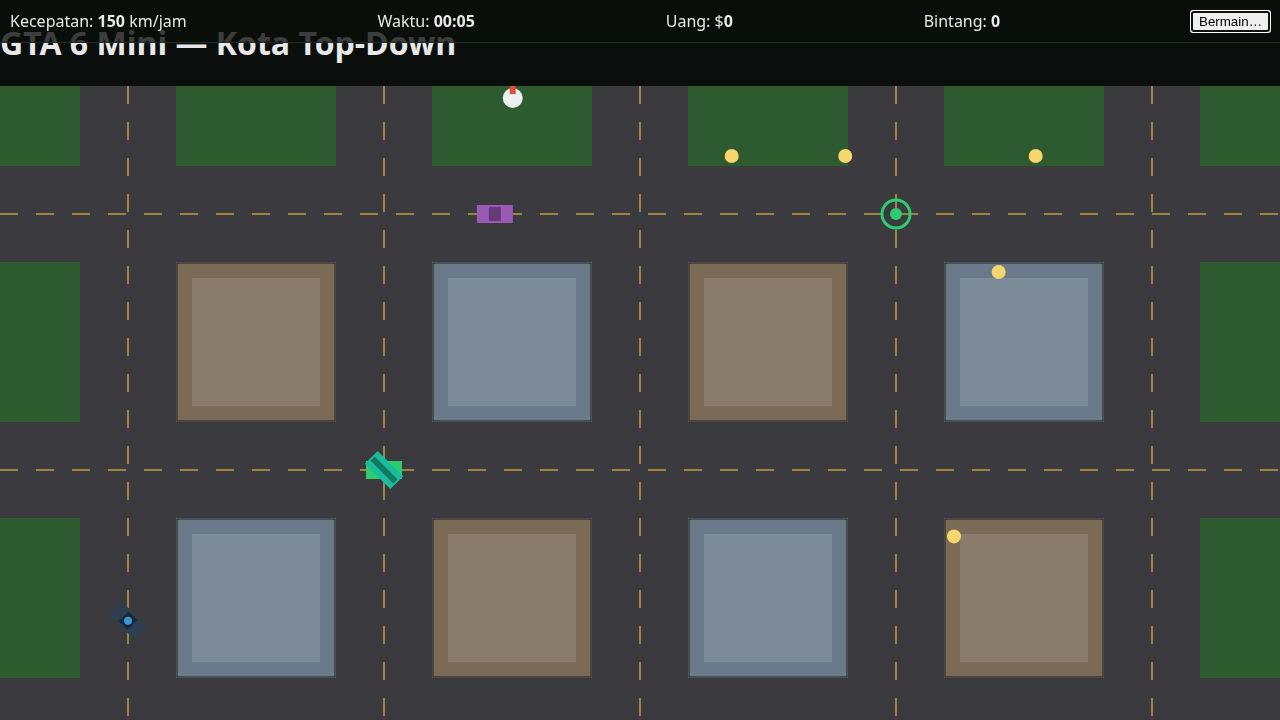 Kecepatan: 150 km/jam
Waktu: 00:05
Uang: $0
Bintang: 0
Bermain…
GTA 6 Mini — Kota Top-Down